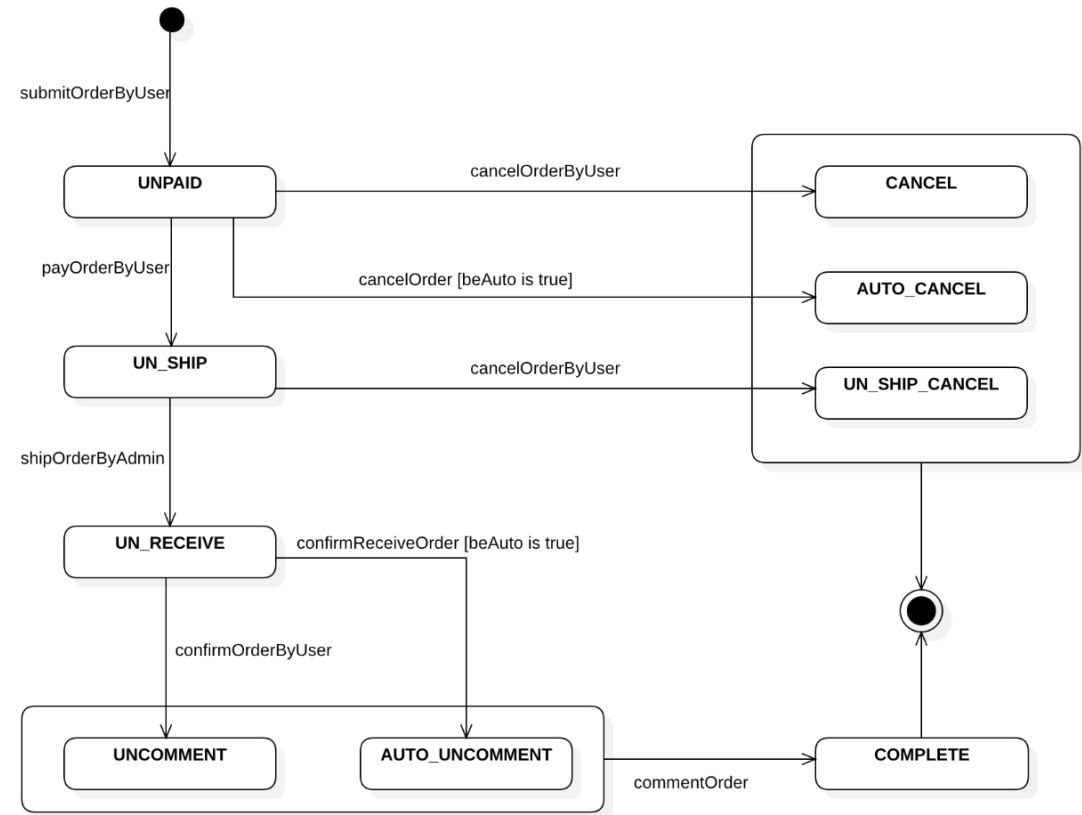 submitOrderByUser
UNPAID
cancelOrderByUser
CANCEL
payOrderByUser
cancelOrder [beAuto is true]
AUTO_CANCEL
UN_SHIP
cancelOrderByUser
UN_SHIP_CANCEL
shipOrderByAdmin
UN_RECEIVE
confirmReceiveOrder [beAuto is true]
confirmOrderByUser
UNCOMMENT
AUTO_UNCOMMENT
commentOrder
COMPLETE